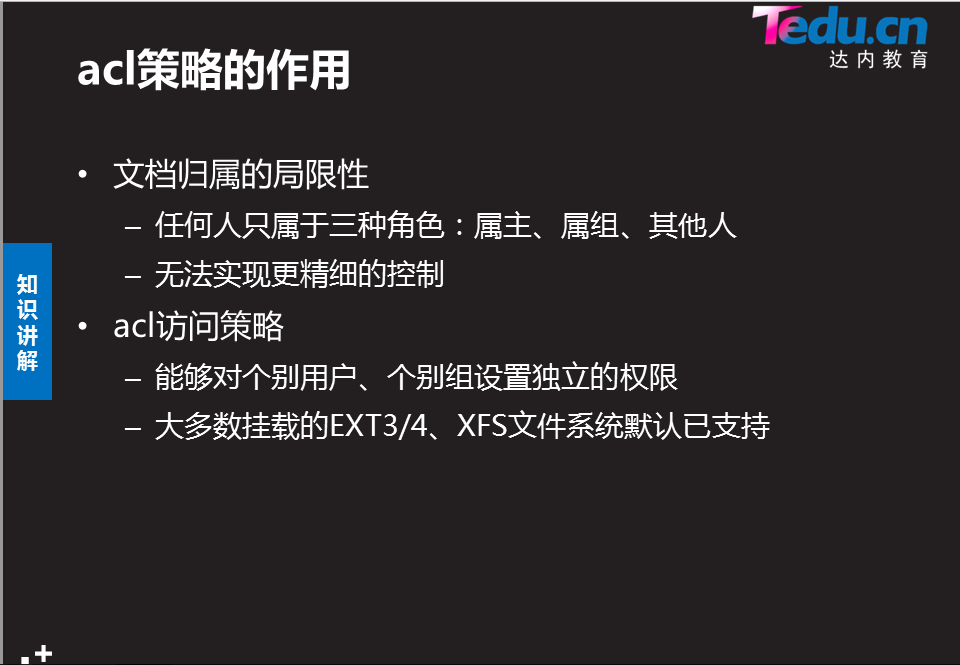 Tedu.cn
达内教育
acl策略的作用
• 文档归属的局限性
– 任何人只属于三种角色：属主、属组、其他人
– 无法实现更精细的控制
• acl访问策略
– 能够对个别用户、个别组设置独立的权限
– 大多数挂载的EXT3/4、XFS文件系统默认已支持
知
识
讲
解